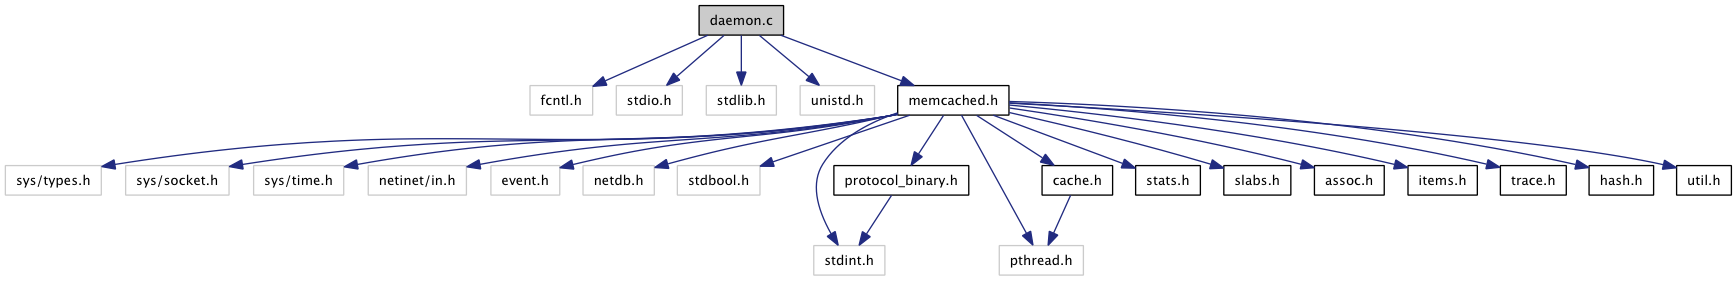 daemon.c
fcntl.h
stdio.h
stdlib.h
unistd.h
memcached.h
sys/types.h
sys/socket.h
sys/time.h
netinet/in.h
event.h
netdb.h
stdbool.h
protocol_binary.h
cache.h
stats.h
slabs.h
assoc.h
items.h
trace.h
hash.h
util.h
stdint.h
pthread.h